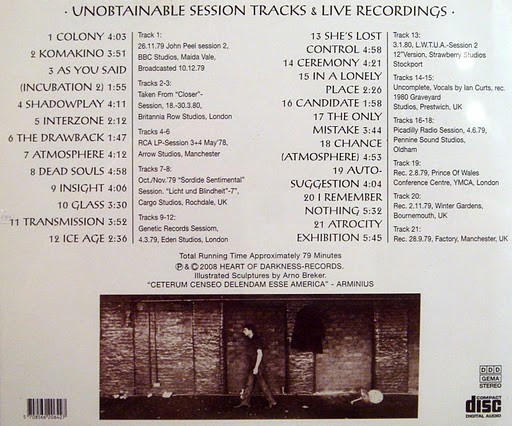 · UNOBTAINABLE SESSION TRACKS & LIVE RECORDINGS ·
1 COLONY 4:03
2 KOMAKINO 3:51
3 AS YOU SAID
(INCUBATION 2) 1:55
4 SHADOWPLAY 4:11
5 INTERZONE 2:12
6 THE DRAWBACK 1:47
7 ATMOSPHERE 4:12
8 DEAD SOULS 4:58
9 INSIGHT 4:06
10 GLASS 3:30
11 TRANSMISSION 3:52
12 ICE AGE 2:36
Track 1:
26.11.79 John Peel session 2,
BBC Studios, Maida Vale,
Broadcasted 10.12.79
Tracks 2-3:
Taken From "Closer"-
Session, 18.-30.3.80,
Britannia Row Studios, London
Tracks 4-6
RCA LP-Session 3+4 May'78,
Arrow Studios, Manchester
Tracks 7-8:
Oct./Nov.'79 "Sordide Sentimental"
Session. "Licht und Blindheit"-7",
Cargo Studios, Rochdale, UK
Tracks 9-12:
Genetic Records Sessiom,
4.3.79, Eden Studios, London
13 SHE'S LOST
CONTROL 4:58
14 CEREMONY 4:21
15 IN A LONELY
PLACE 2:26
16 CANDIDATE 1:58
17 THE ONLY
MISTAKE 3:44
18 CHANCE
(ATMOSPHERE) 4:53
19 AUTO-
SUGGESTION 4:04
20 I REMEMBER
NOTHING 5:32
21 ATROCITY
EXHIBITION 5:45
Track 13:
3.1.80, L.W.T.U.A.-Session 2
12"Version, Strawberry Studios
Stockport
Tracks 14-15:
Uncomplete, Vocals by Ian Curtis, rec.
1980 Graveyard
Studios, Prestwich, UK
Tracks 16-18:
Picadilly Radio Session, 4.6.79,
Pennine Sound Studios,
Oldham
Track 19:
Rec. 2.8.79, Prince Of Wales
Conference Centre, YMCA, London
Track 20:
Rec. 2.11.79, Winter Gardens,
Bournemouth, UK
Track 21:
Rec. 28.9.79, Factory, Manchester, UK
Total Running Time Approximately 79 Minutes
℗ & © 2008 HEART OF DARKNESS-RECORDS.
Illustrated Sculptures by Arno Breker.
"CETERUM CENSEO DELENDAM ESSE AMERICA" - ARMINIUS
DDD
GEMA
STEREO
COMPACT
disc
DIGITAL AUDIO